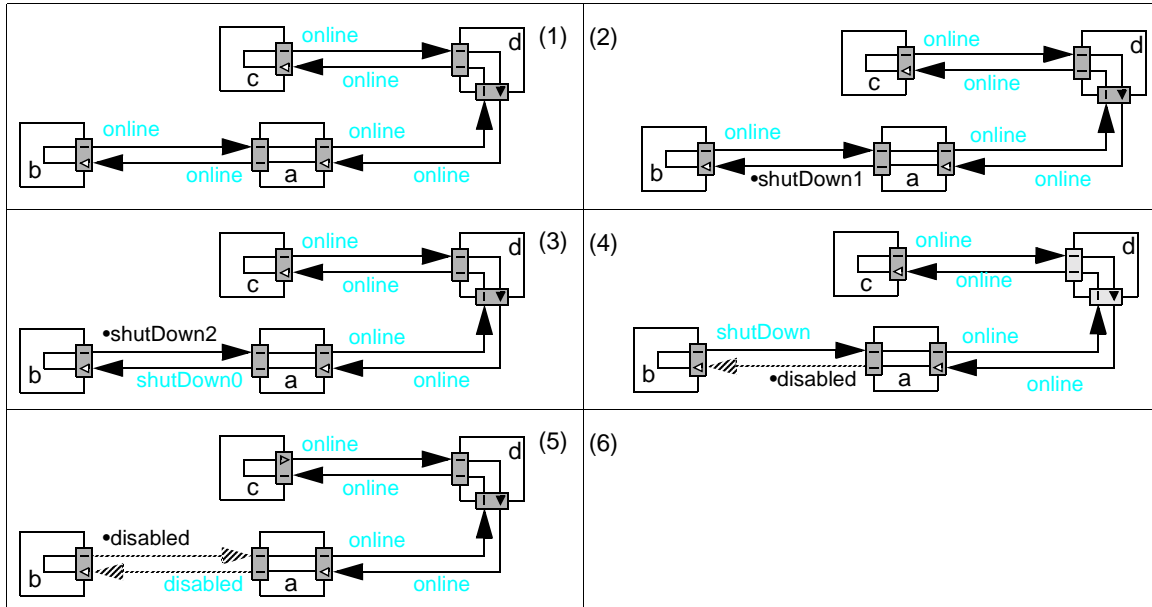 online
d
(1)
c
online
online
online
b
online
a
online
(2)
online
d
c
online
online
online
b
•shutDown1
a
online
online
d
(3)
c
online
•shutDown2
online
b
shutDown0
a
online
(4)
online
d
c
online
shutDown
online
b
•disabled
a
online
online
d
(5)
c
online
•disabled
online
b
disabled
a
online
(6)